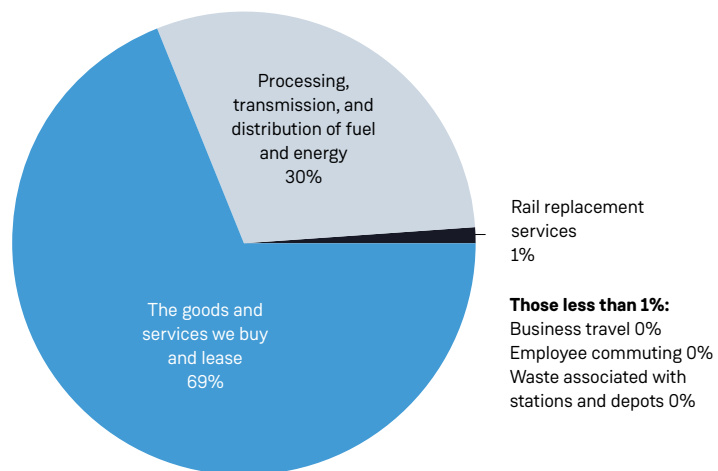 Processing,
transmission, and
distribution of fuel
and energy
30%
Rail replacement
services
1%
The goods and
services we buy
and lease
69%
Those less than 1%:
Business travel 0%
Employee commuting 0%
Waste associated with
stations and depots 0%